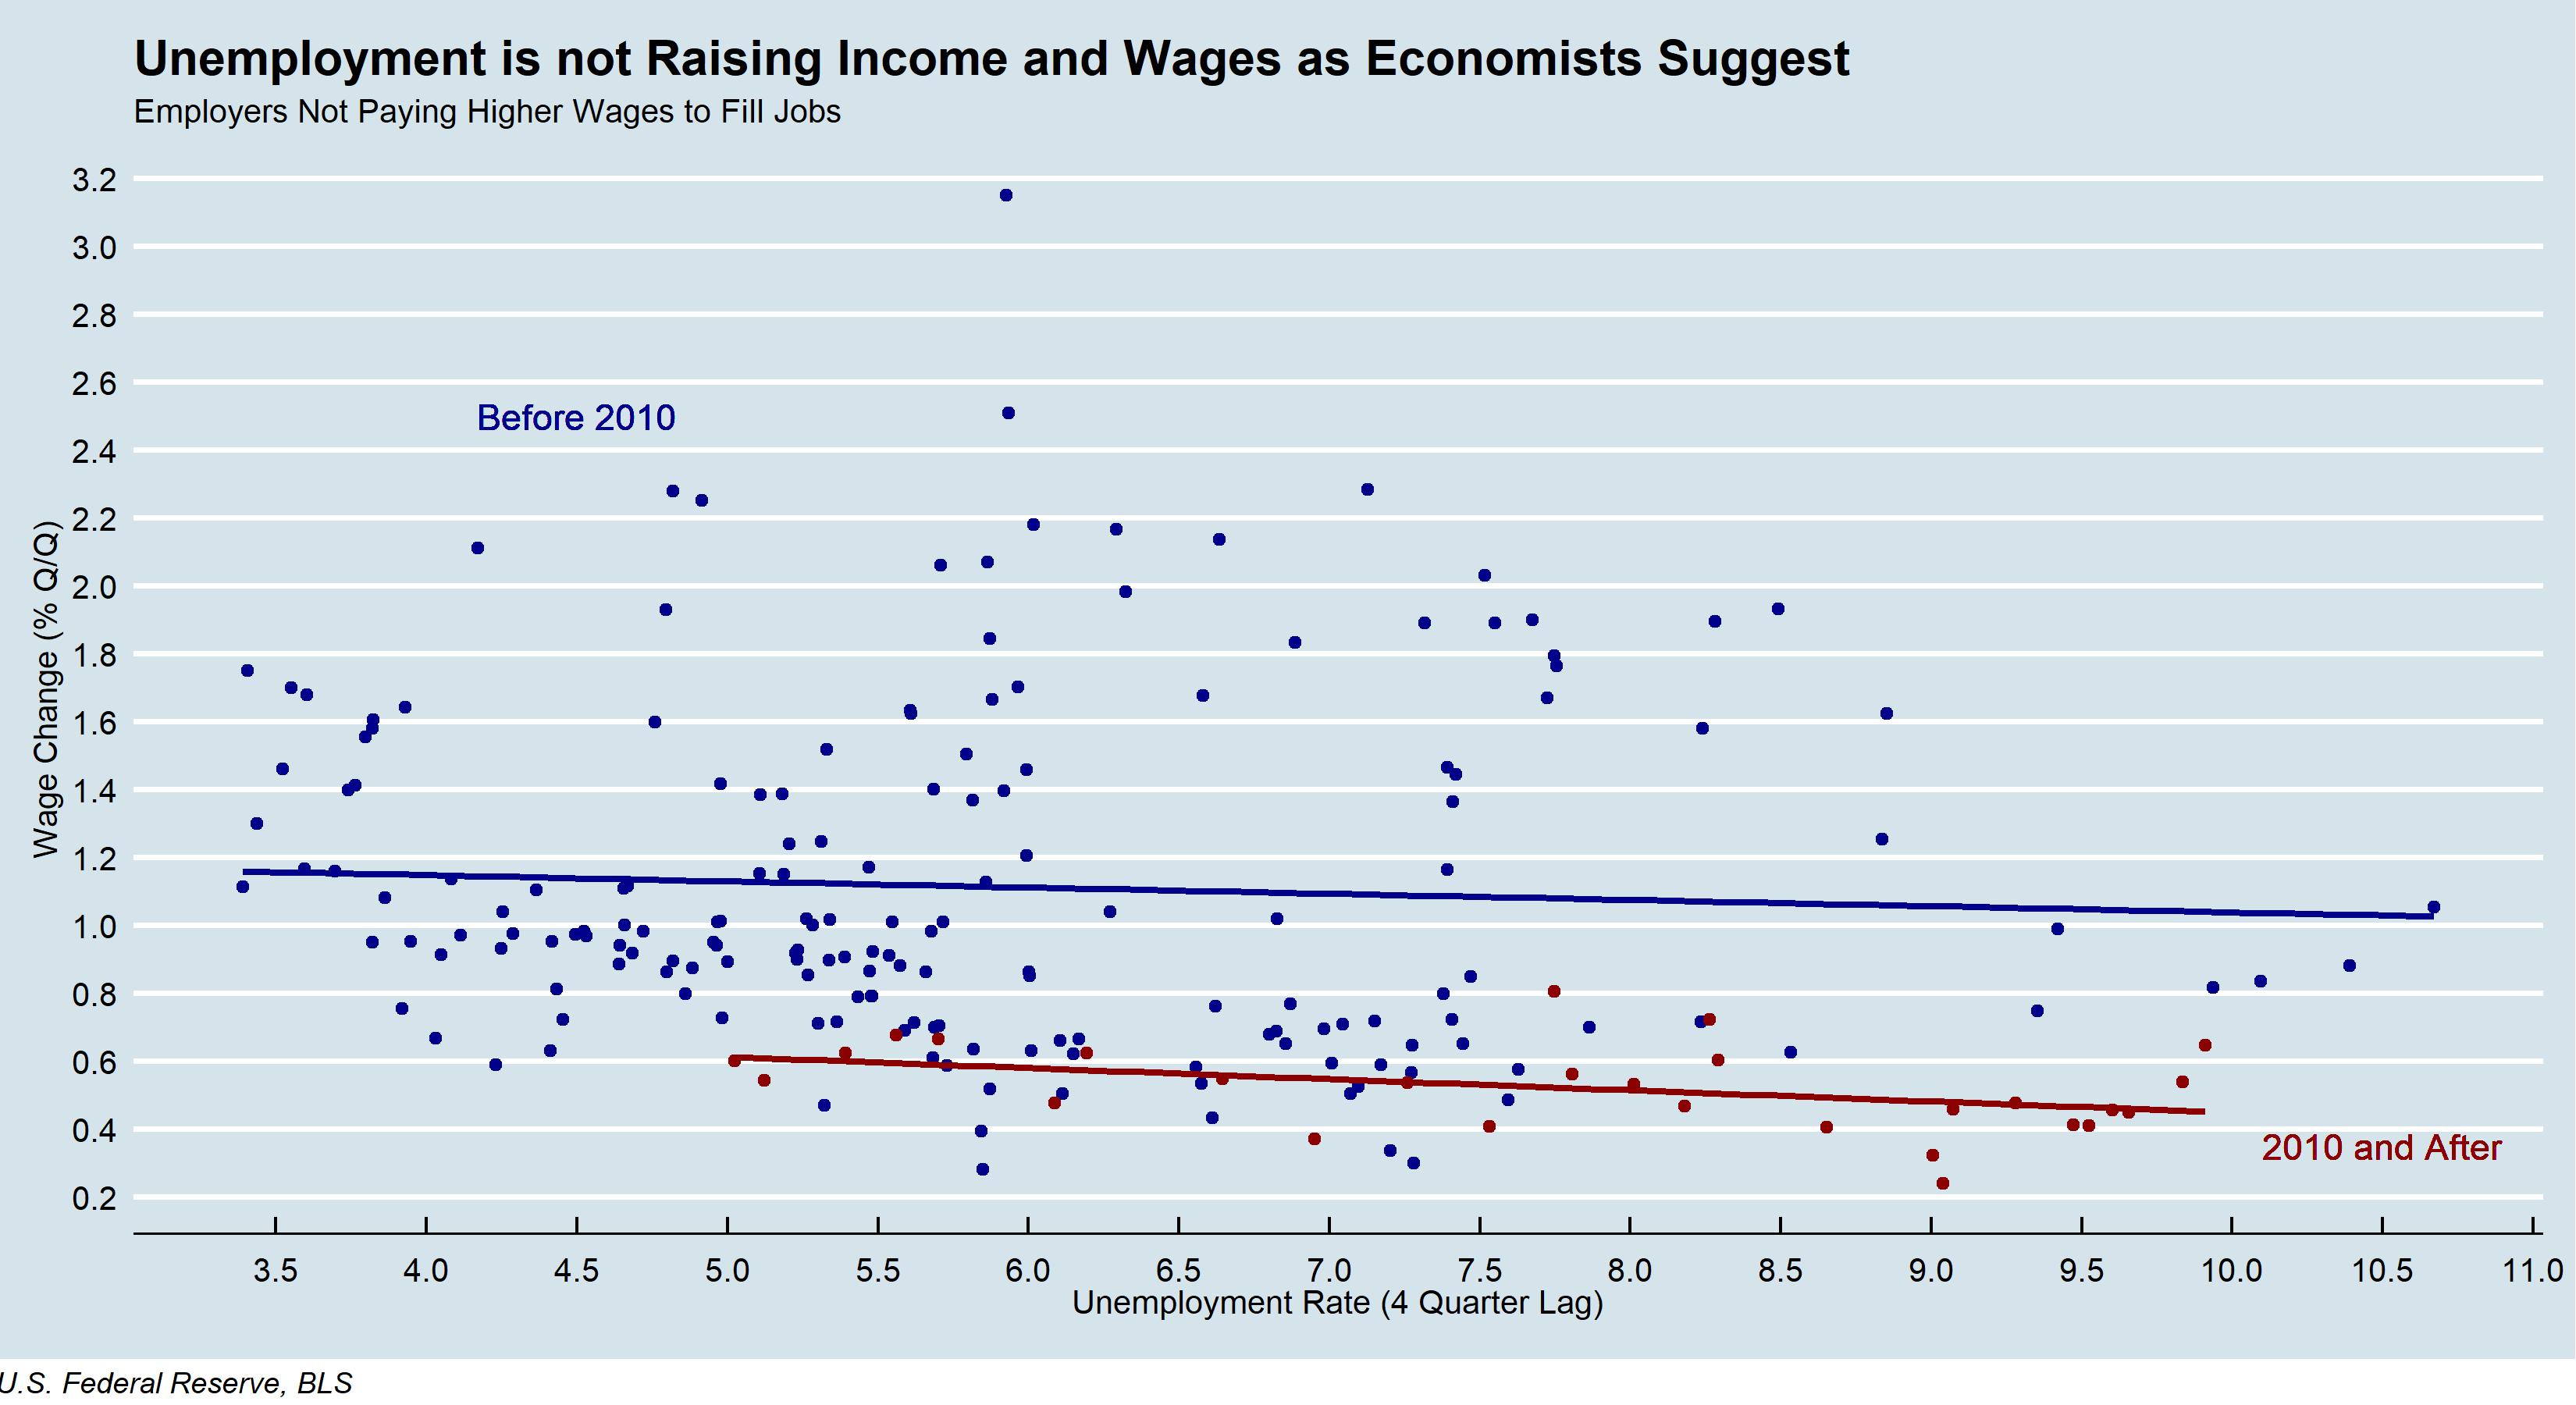 Unemployment is not Raising Income and Wages as Economists Suggest
Employers Not Paying Higher Wages to Fill Jobs
3.2
3.0
2.8
2.6
2.4
2.2
2.0
1.8
1.6
1.4
1.2
1.0
0.8
0.6
0.4
0.2
Wage Change (% Q/Q)
Before 2010
2010 and After
3.5 4.0 4.5 5.0 5.5 6.0 6.5 7.0 7.5 8.0 8.5 9.0 9.5 10.0 10.5 11.0
Unemployment Rate (4 Quarter Lag)
U.S. Federal Reserve, BLS